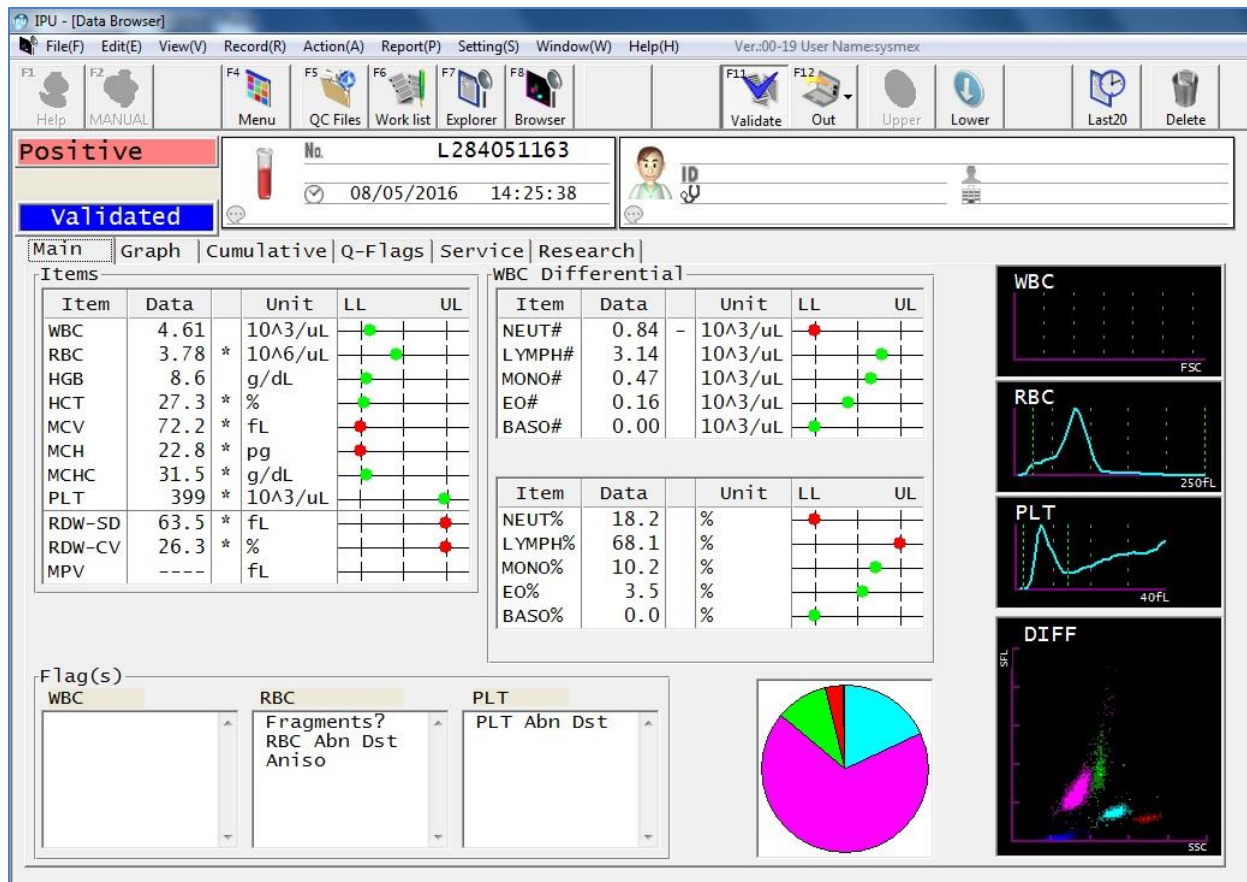 IPU - [Data Browser]
File(F) Edit(E) View(V) Record(R) Action(A) Report(P) Setting(S) Window(W) Help(H) Ver.:00-19 User Name:sysmex
F1 F2 F4 F5 F6 F7 F8 F11 F12
Help MANUAL Menu QC Files Work list Explorer Browser Validate Out Upper Lower Last20 Delete
Positive
No. L284051163
ID
08/05/2016 14:25:38
Validated
Main Graph Cumulative Q-Flags Service Research
Items
Item Data Unit LL UL
WBC 4.61 10^3/uL
RBC 3.78 * 10^6/uL
HGB 8.6 g/dL
HCT 27.3 * %
MCV 72.2 * fL
MCH 22.8 * pg
MCHC 31.5 * g/dL
PLT 399 * 10^3/uL
RDW-SD 63.5 * fL
RDW-CV 26.3 * %
MPV ---- fL
WBC Differential
Item Data Unit LL UL
NEUT# 0.84 - 10^3/uL
LYMPH# 3.14 10^3/uL
MONO# 0.47 10^3/uL
EO# 0.16 10^3/uL
BASO# 0.00 10^3/uL
Item Data Unit LL UL
NEUT% 18.2 %
LYMPH% 68.1 %
MONO% 10.2 %
EO% 3.5 %
BASO% 0.0 %
WBC
FSC
RBC
250fL
PLT
40fL
DIFF
SFL
SSC
Flag(s)
WBC
RBC
Fragments?
RBC Abn Dst
Aniso
PLT
PLT Abn Dst